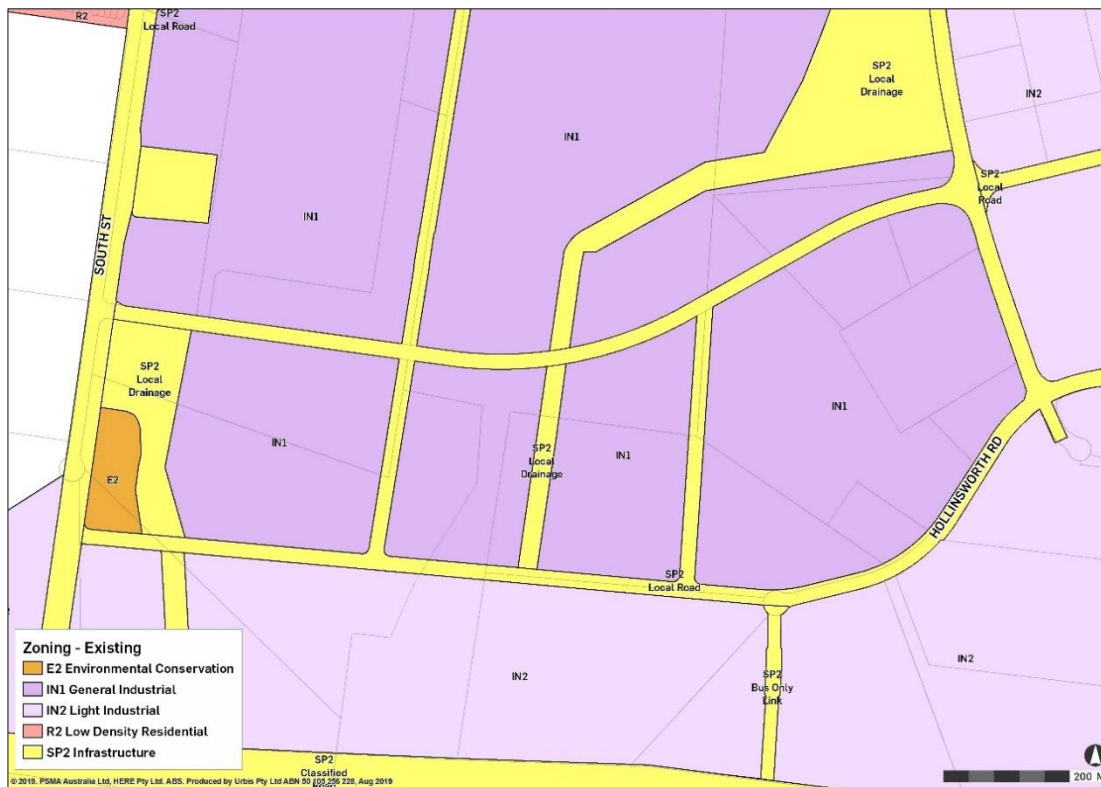 R2
SP2
Local Road
SP2
Local
Drainage
IN2
IN1
SP2
Local
Road
IN1
SOUTH ST
SP2
Local
Drainage
IN1
IN1
SP2
Local
Drainage
IN1
E2
HOLLINSWORTH RD
SP2
Local Road
IN2
IN2
SP2
Bus Only
Link
Zoning - Existing
E2 Environmental Conservation
IN1 General Industrial
IN2 Light Industrial
R2 Low Density Residential
SP2 Infrastructure
SP2
Classified
Road
200 M
© 2019. PSMA Australia Ltd, HERE Pty Ltd. ABS. Produced by Urbis Pty Ltd ABN 50 105 256 228, Aug 2019